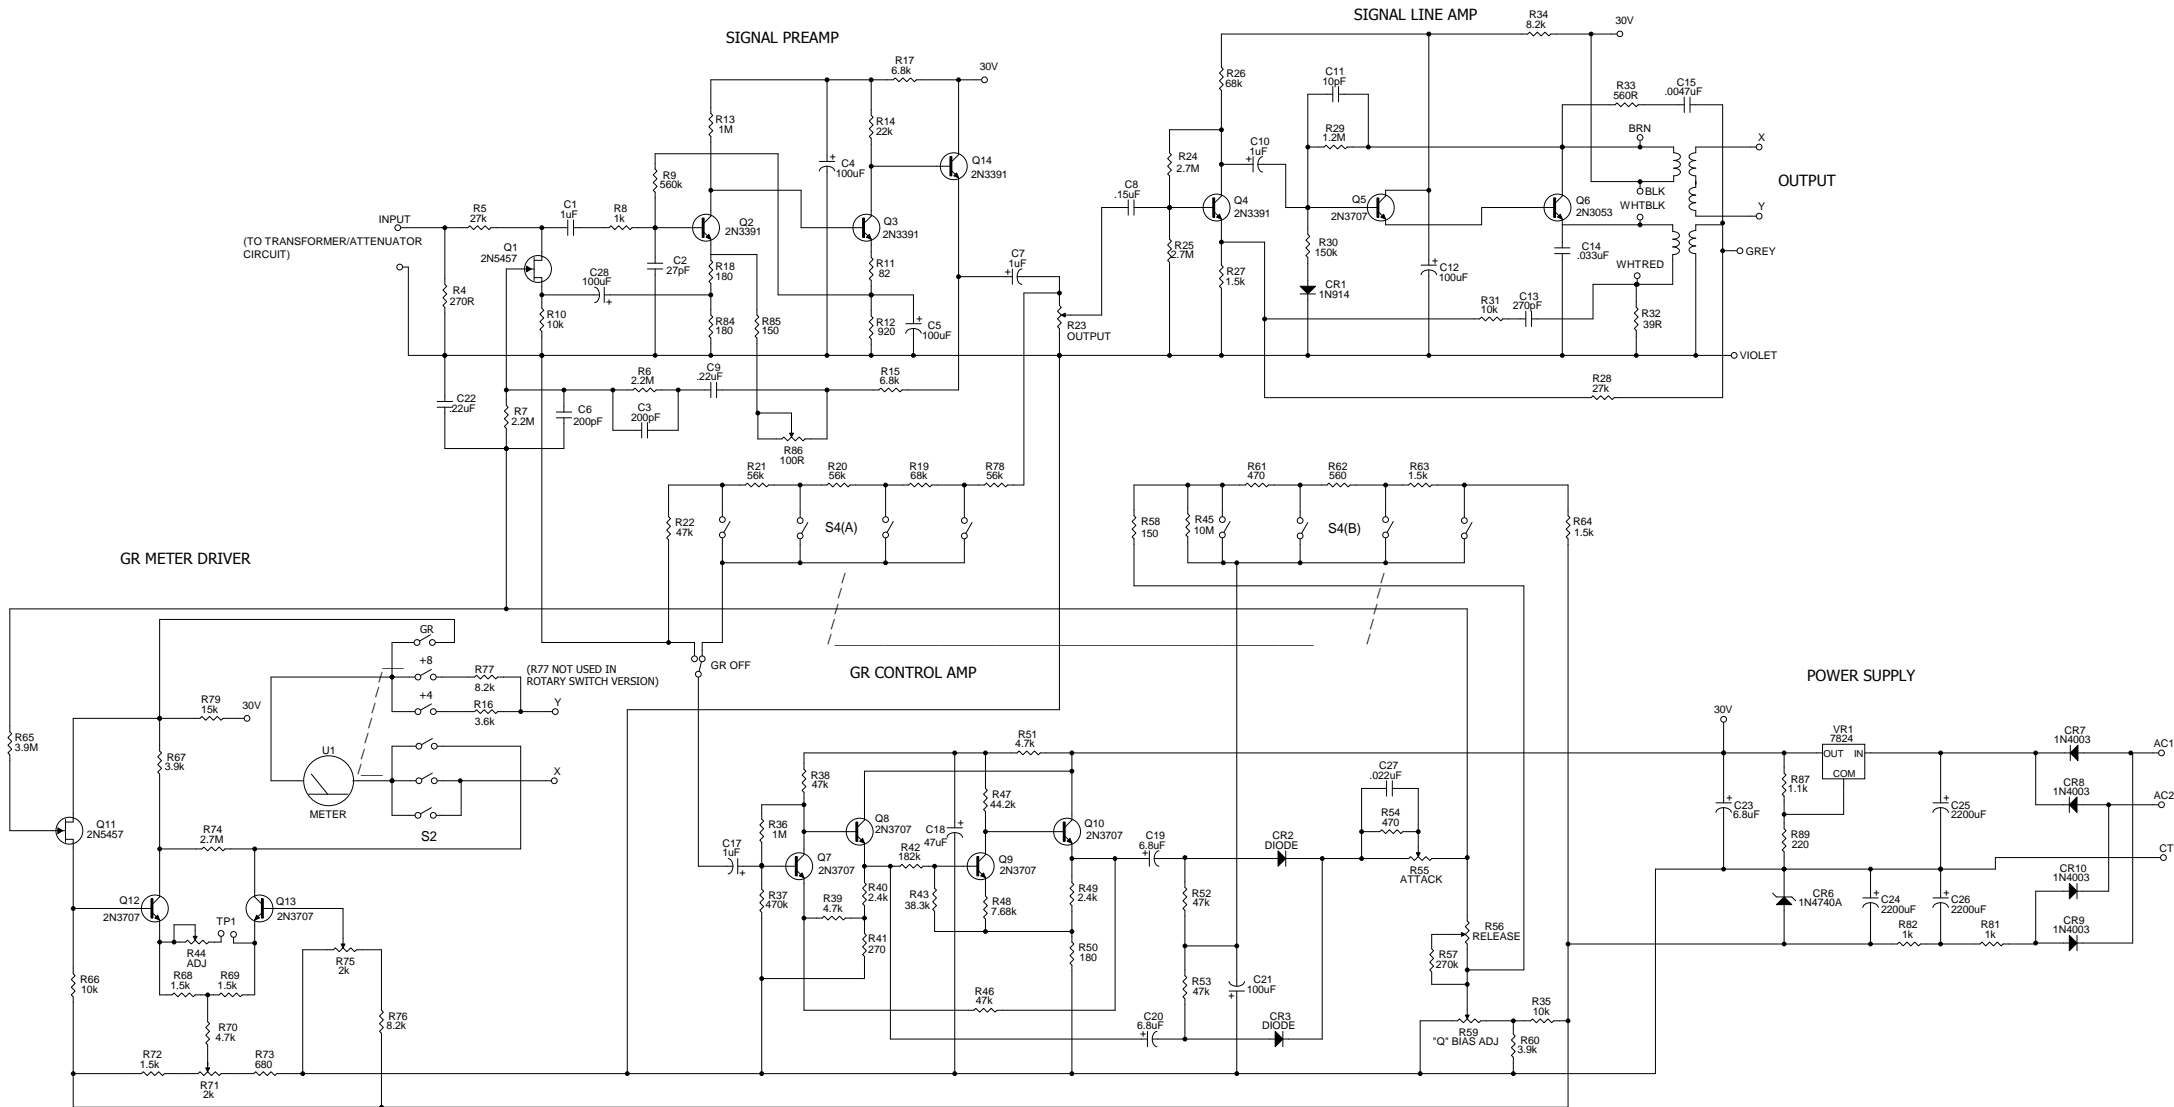 SIGNAL PREAMP
SIGNAL LINE AMP
R34
8.2k
30V
R17
6.8k
30V
R26
68k
C11
10pF
R33
560R
C15
.0047uF
R13
1M
R14
22k
R29
1.2M
BRN
X
C4
100uF
Q14
2N3391
R24
2.7M
C10
1uF
R9
560k
OUTPUT
C8
.15uF
Q4
2N3391
Q5
2N3707
Q6
2N3053
BLK
WHTBLK
Y
INPUT
R5
27k
C1
1uF
R8
1k
Q2
2N3391
Q3
2N3391
(TO TRANSFORMER/ATTENUATOR
CIRCUIT)
Q1
2N5457
R25
2.7M
R30
150k
C14
.033uF
GREY
C2
27pF
R18
180
R11
82
C7
1uF
R27
1.5k
C12
100uF
WHTRED
C28
100uF
CR1
1N914
R4
270R
R10
10k
R84
180
R85
150
R12
920
C5
100uF
R23
OUTPUT
R31
10k
C13
270pF
R32
39R
VIOLET
R6
2.2M
C9
.22uF
R15
6.8k
R28
27k
C22
.22uF
R7
2.2M
C6
200pF
C3
200pF
R86
100R
R21
56k
R20
56k
R19
68k
R78
56k
R61
470
R62
560
R63
1.5k
R22
47k
S4(A)
R58
150
R45
10M
S4(B)
R64
1.5k
GR METER DRIVER
GR
GR OFF
+8
R77
8.2k
(R77 NOT USED IN
ROTARY SWITCH VERSION)
GR CONTROL AMP
POWER SUPPLY
+4
R16
3.6k
Y
R79
15k
30V
30V
VR1
7824
OUT
IN
COM
CR7
1N4003
AC1
R65
3.9M
R67
3.9k
U1
METER
X
R51
4.7k
R38
47k
C27
.022uF
R87
1.1k
CR8
1N4003
AC2
S2
R47
44.2k
R54
470
C23
6.8uF
C25
2200uF
Q11
2N5457
R74
2.7M
R36
1M
Q8
2N3707
C18
47uF
Q10
2N3707
C19
6.8uF
CR2
DIODE
R89
220
C17
1uF
Q7
2N3707
R42
182k
Q9
2N3707
R55
ATTACK
CT
CR10
1N4003
Q12
2N3707
Q13
2N3707
TP1
R37
470k
R39
4.7k
R40
2.4k
R43
38.3k
R48
7.68k
R49
2.4k
R52
47k
CR6
1N4740A
C24
2200uF
C26
2200uF
R44
ADJ
R41
270
R50
180
R56
RELEASE
R82
1k
R81
1k
CR9
1N4003
R75
2k
R57
270k
R66
10k
R68
1.5k
R69
1.5k
R46
47k
R53
47k
C21
100uF
R70
4.7k
R76
8.2k
C20
6.8uF
CR3
DIODE
R59
"Q" BIAS ADJ
R35
10k
R60
3.9k
R72
1.5k
R73
680
R71
2k